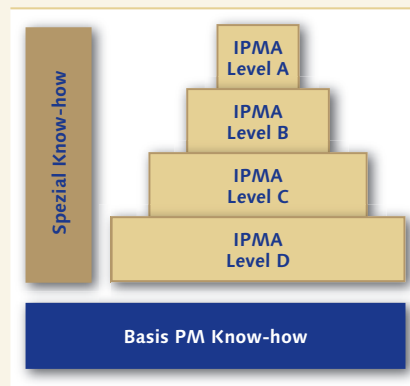 Spezial Know-how
IPMA
Level A
IPMA
Level B
IPMA
Level C
IPMA
Level D
Basis PM Know-how